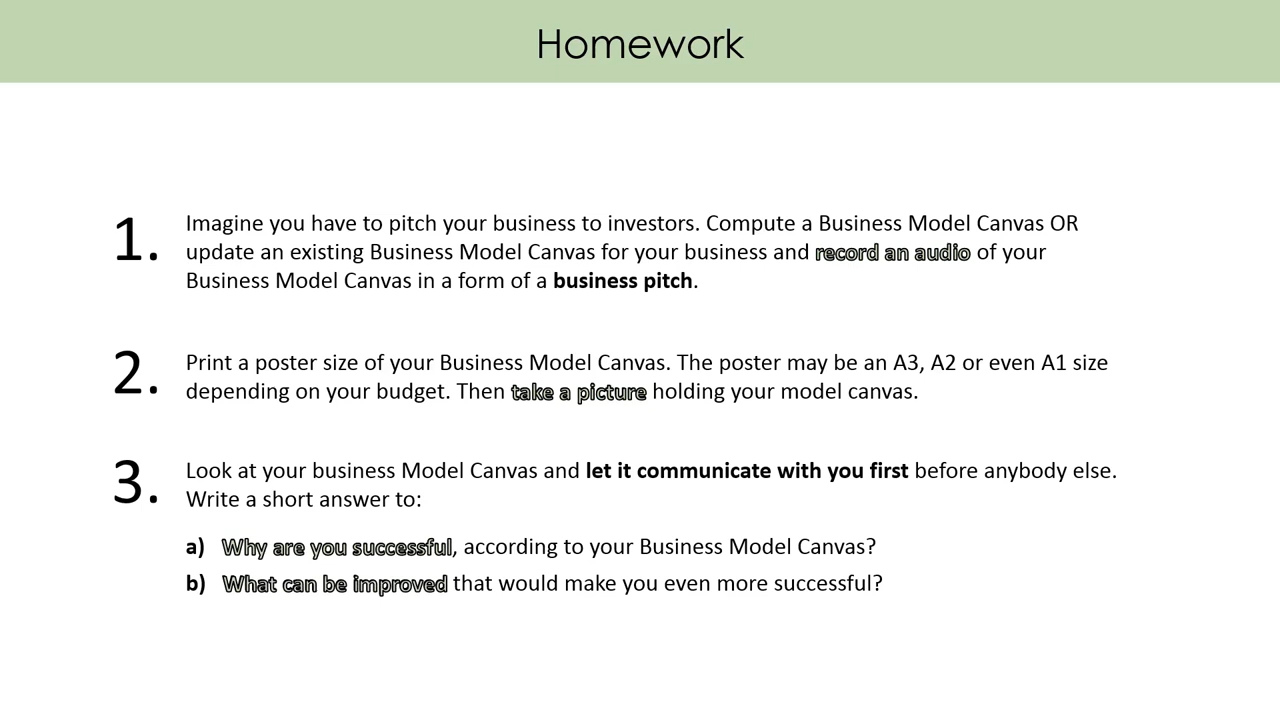 Homework
1. Imagine you have to pitch your business to investors. Compute a Business Model Canvas OR
update an existing Business Model Canvas for your business and record an audio of your
Business Model Canvas in a form of a business pitch.
2. Print a poster size of your Business Model Canvas. The poster may be an A3, A2 or even A1 size
depending on your budget. Then take a picture holding your model canvas.
3. Look at your business Model Canvas and let it communicate with you first before anybody else.
Write a short answer to:
a) Why are you successful, according to your Business Model Canvas?
b) What can be improved that would make you even more successful?